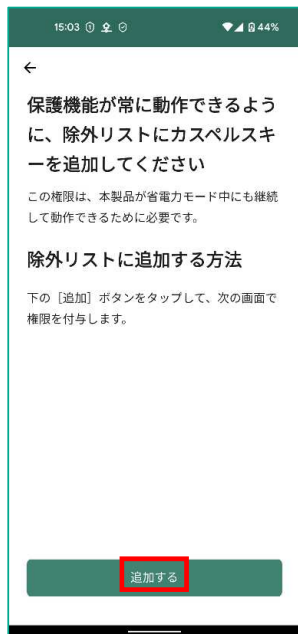 15:03 44%
保護機能が常に動作できるよう
に、除外リストにカスペルスキ
ーを追加してください
この権限は、本製品が省電力モード中にも継続
して動作できるために必要です。
除外リストに追加する方法
下の［追加］ボタンをタップして、次の画面で
権限を付与します。
追加する